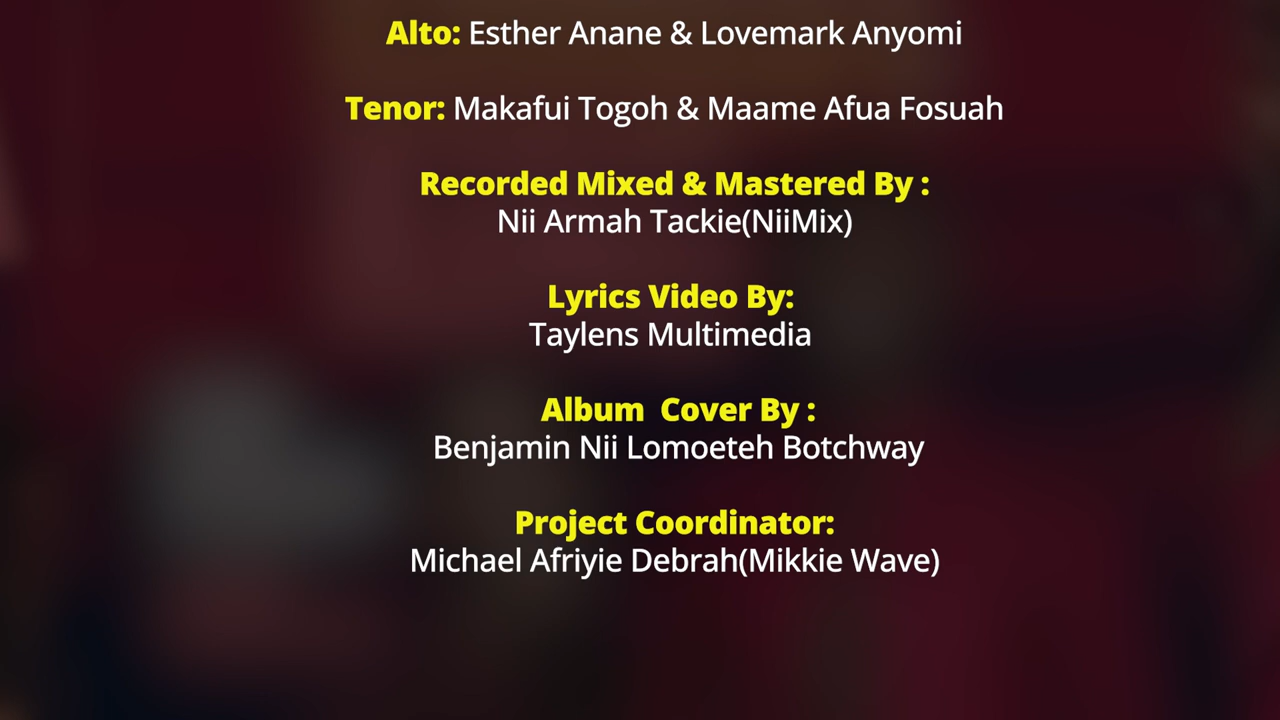 Alto: Esther Anane & Lovemark Anyomi
Tenor: Makafui Togoh & Maame Afua Fosuah
Recorded Mixed & Mastered By :
Nii Armah Tackie(NiiMix)
Lyrics Video By:
Taylens Multimedia
Album  Cover By :
Benjamin Nii Lomoeteh Botchway
Project Coordinator:
Michael Afriyie Debrah(Mikkie Wave)